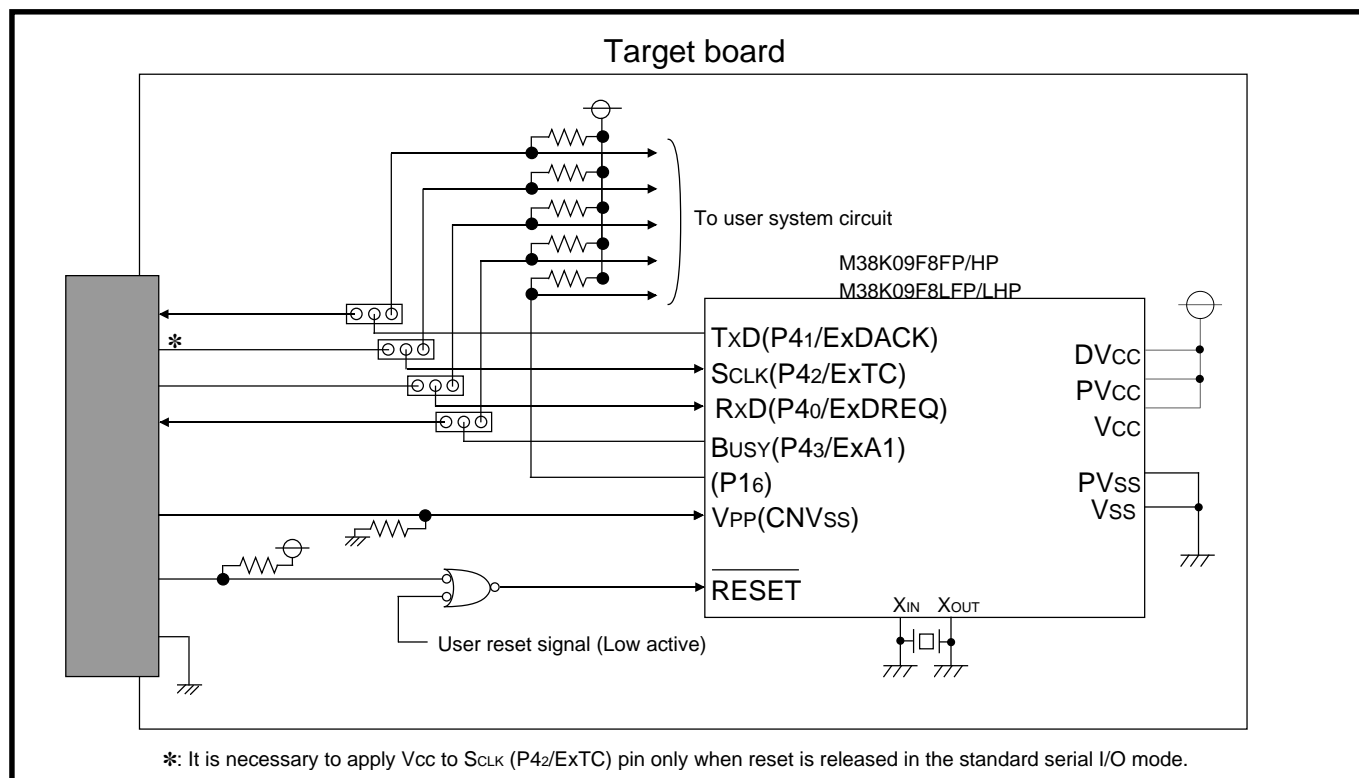 Target board
To user system circuit
M38K09F8FP/HP
M38K09F8LFP/LHP
TxD(P41/ExDACK)
SCLK(P42/ExTC)
RxD(P40/ExDREQ)
BUSY(P43/ExA1)
(P16)
VPP(CNVSS)
RESET
DVCC
PVCC
VCC
PVSS
VSS
XIN XOUT
✻
User reset signal (Low active)
✻: It is necessary to apply Vcc to SCLK (P42/ExTC) pin only when reset is released in the standard serial I/O mode.